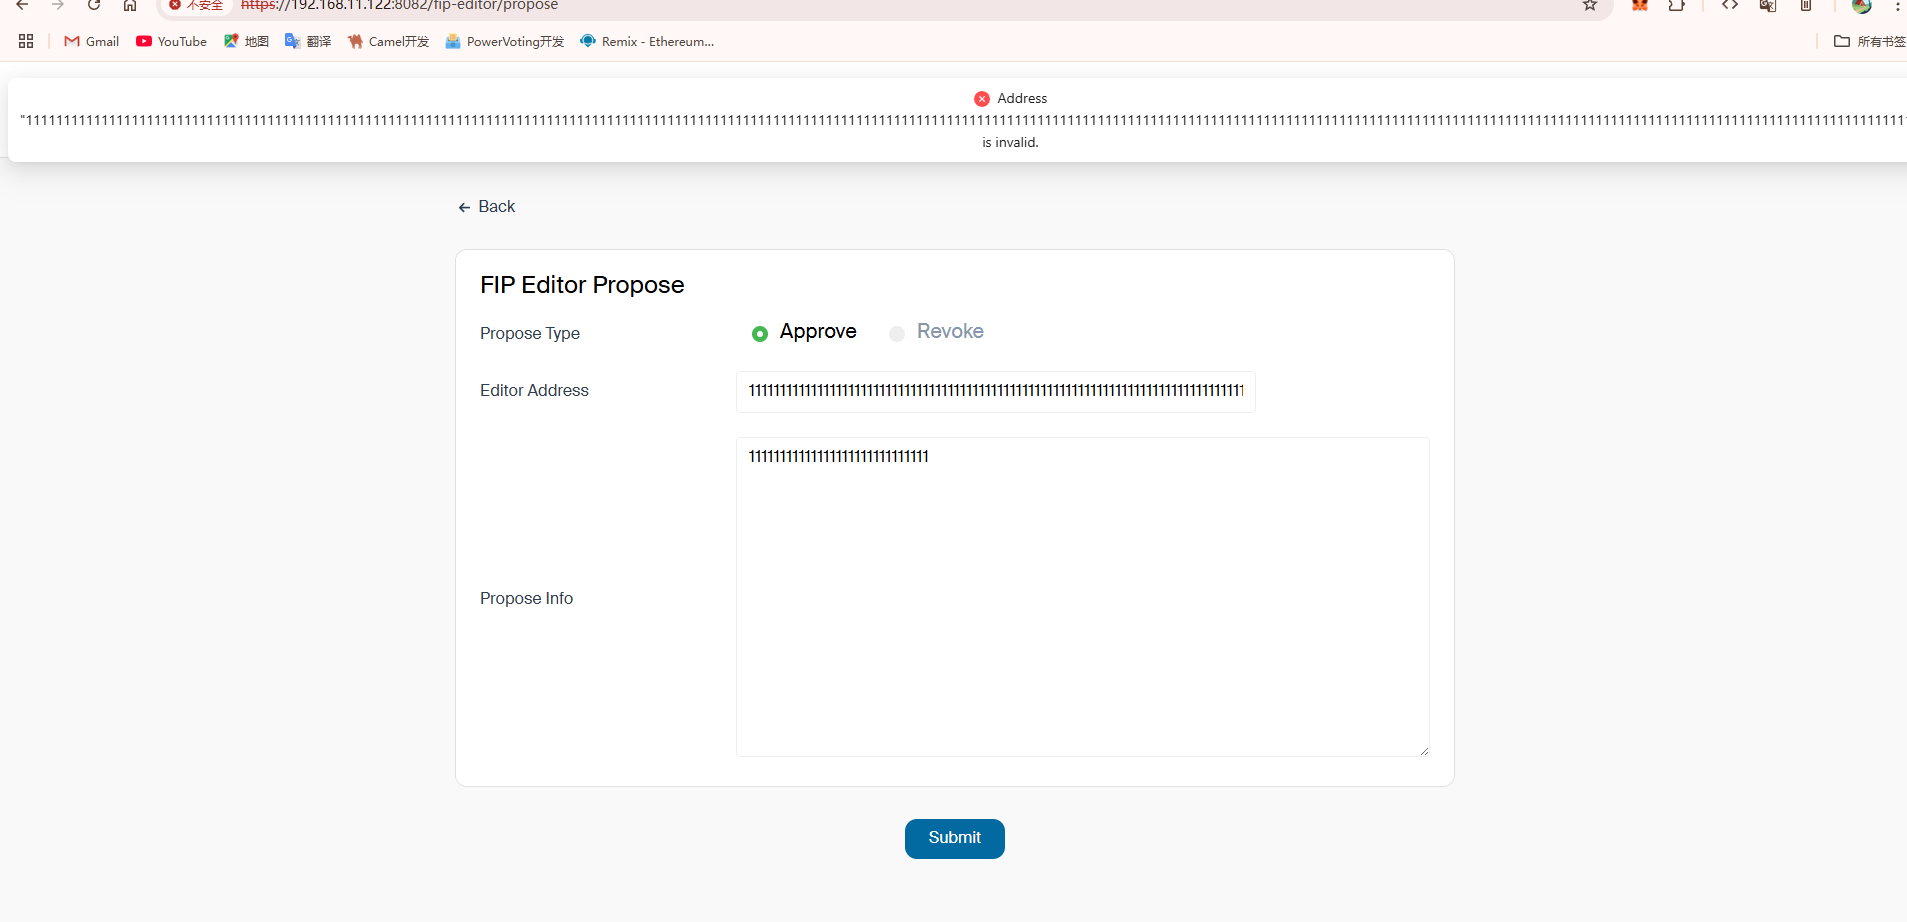 不安全 https://192.168.11.122:8082/fip-editor/propose
Gmail YouTube 地图 翻译 Camel开发 PowerVoting开发 Remix - Ethereum... 所有书签
Address
is invalid.
Back
FIP Editor Propose
Propose Type Approve Revoke
Editor Address
Propose Info
Submit